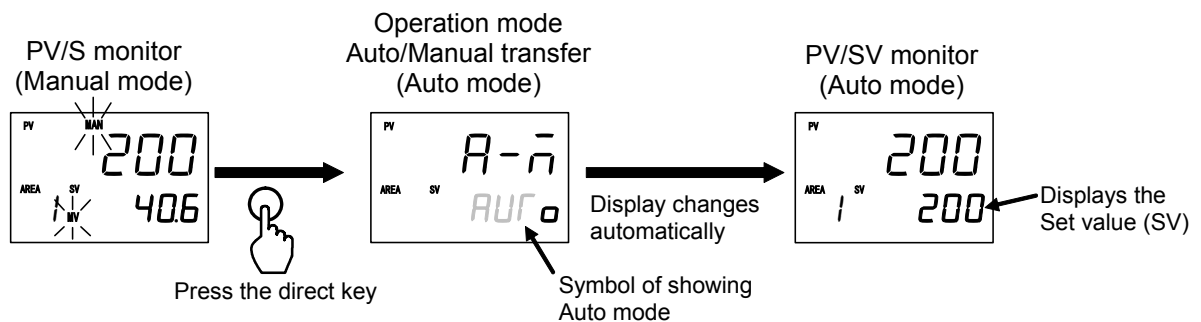 Operation mode
Auto/Manual transfer
(Auto mode)
PV/S monitor
(Manual mode)
PV/SV monitor
(Auto mode)
PV MAN
200
AREA SV
1 MV 40.6
Press the direct key
PV
A-M
AREA SV
AUTo
Display changes
automatically
Symbol of showing
Auto mode
PV
200
AREA SV
1 200
Displays the
Set value (SV)